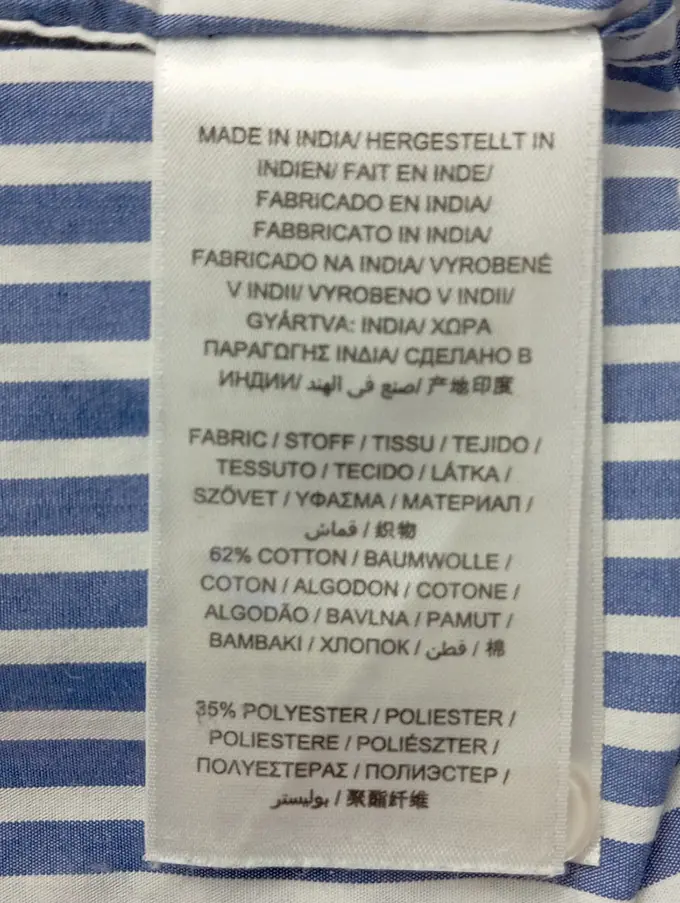 MADE IN INDIA/ HERGESTELLT IN
INDIEN/ FAIT EN INDE/
FABRICADO EN INDIA/
FABBRICATO IN INDIA/
FABRICADO NA INDIA/ VYROBENÉ
V INDII/ VYROBENO V INDII/
GYÁRTVA: INDIA/ ΧΩΡΑ
ΠΑΡΑΓΩΓΗΣ ΙΝΔΙΑ/ СДЕЛАНО В
ИНДИИ/ صنع في الهند/ 产地印度
FABRIC / STOFF / TISSU / TEJIDO /
TESSUTO / TECIDO / LÁTKA /
SZÖVET / ΥΦΑΣΜΑ / МАТЕРИАЛ /
قماش / 织物
62% COTTON / BAUMWOLLE /
COTON / ALGODON / COTONE /
ALGODÃO / BAVLNA / PAMUT /
BAMBAKI / ХЛОПОК / قطن / 棉
35% POLYESTER / POLIESTER /
POLIESTERE / POLIÉSZTER /
ΠΟΛΥΕΣΤΕΡΑΣ / ПОЛИЭСТЕР /
بوليستر / 聚酯纤维